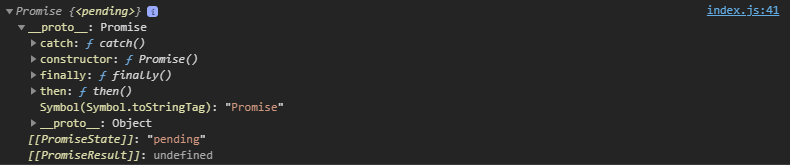 ▼Promise {<pending>} i index.js:41
▼__proto__: Promise
▶catch: ƒ catch()
▶constructor: ƒ Promise()
▶finally: ƒ finally()
▶then: ƒ then()
Symbol(Symbol.toStringTag): "Promise"
▶__proto__: Object
[[PromiseState]]: "pending"
[[PromiseResult]]: undefined